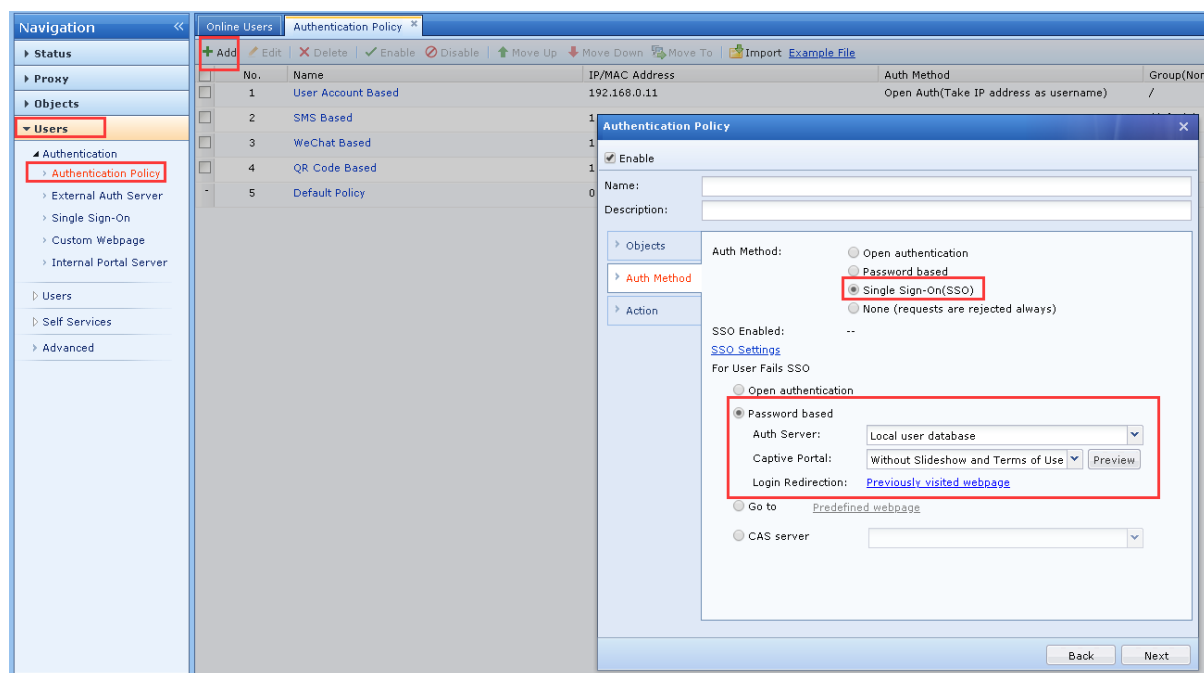 Navigation «
Online Users
Authentication Policy ×
Status
Proxy
Objects
Users
Authentication
Authentication Policy
External Auth Server
Single Sign-On
Custom Webpage
Internal Portal Server
Users
Self Services
Advanced
Add Edit Delete Enable Disable Move Up Move Down Move To Import Example File
No. Name IP/MAC Address Auth Method Group(Nor
1 User Account Based 192.168.0.11 Open Auth(Take IP address as username) /
2 SMS Based 1
3 WeChat Based 1
4 QR Code Based 1
- 5 Default Policy 0
Authentication Policy ×
Enable
Name:
Description:
Objects
Auth Method
Action
Auth Method:
Open authentication
Password based
Single Sign-On(SSO)
None (requests are rejected always)
SSO Enabled: --
SSO Settings
For User Fails SSO
Open authentication
Password based
Auth Server: Local user database
Captive Portal: Without Slideshow and Terms of Use Preview
Login Redirection: Previously visited webpage
Go to Predefined webpage
CAS server
Back Next